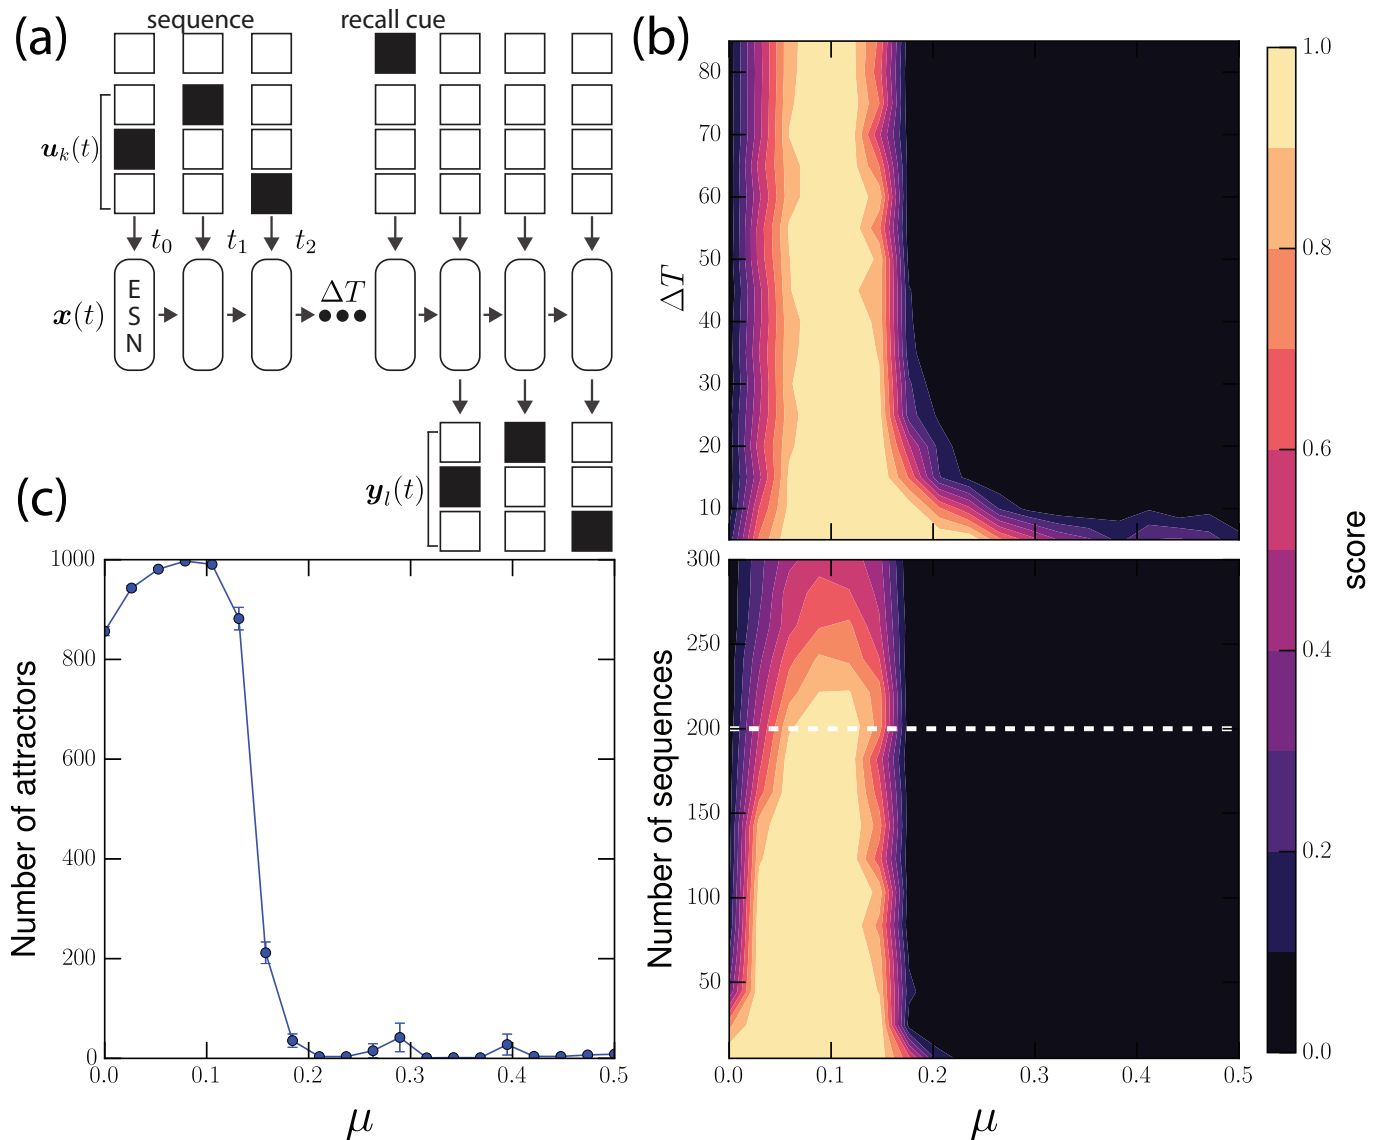 (a)
sequence
recall cue
u_k(t)
t_0
t_1
t_2
x(t)
E
S
N
ΔT
y_l(t)
(b)
80
70
60
50
40
30
20
10
ΔT
300
250
200
150
100
50
Number of sequences
0.0
0.1
0.2
0.3
0.4
0.5
μ
1.0
0.8
0.6
0.4
0.2
0.0
score
(c)
1000
800
600
400
200
0
Number of attractors
0.0
0.1
0.2
0.3
0.4
0.5
μ